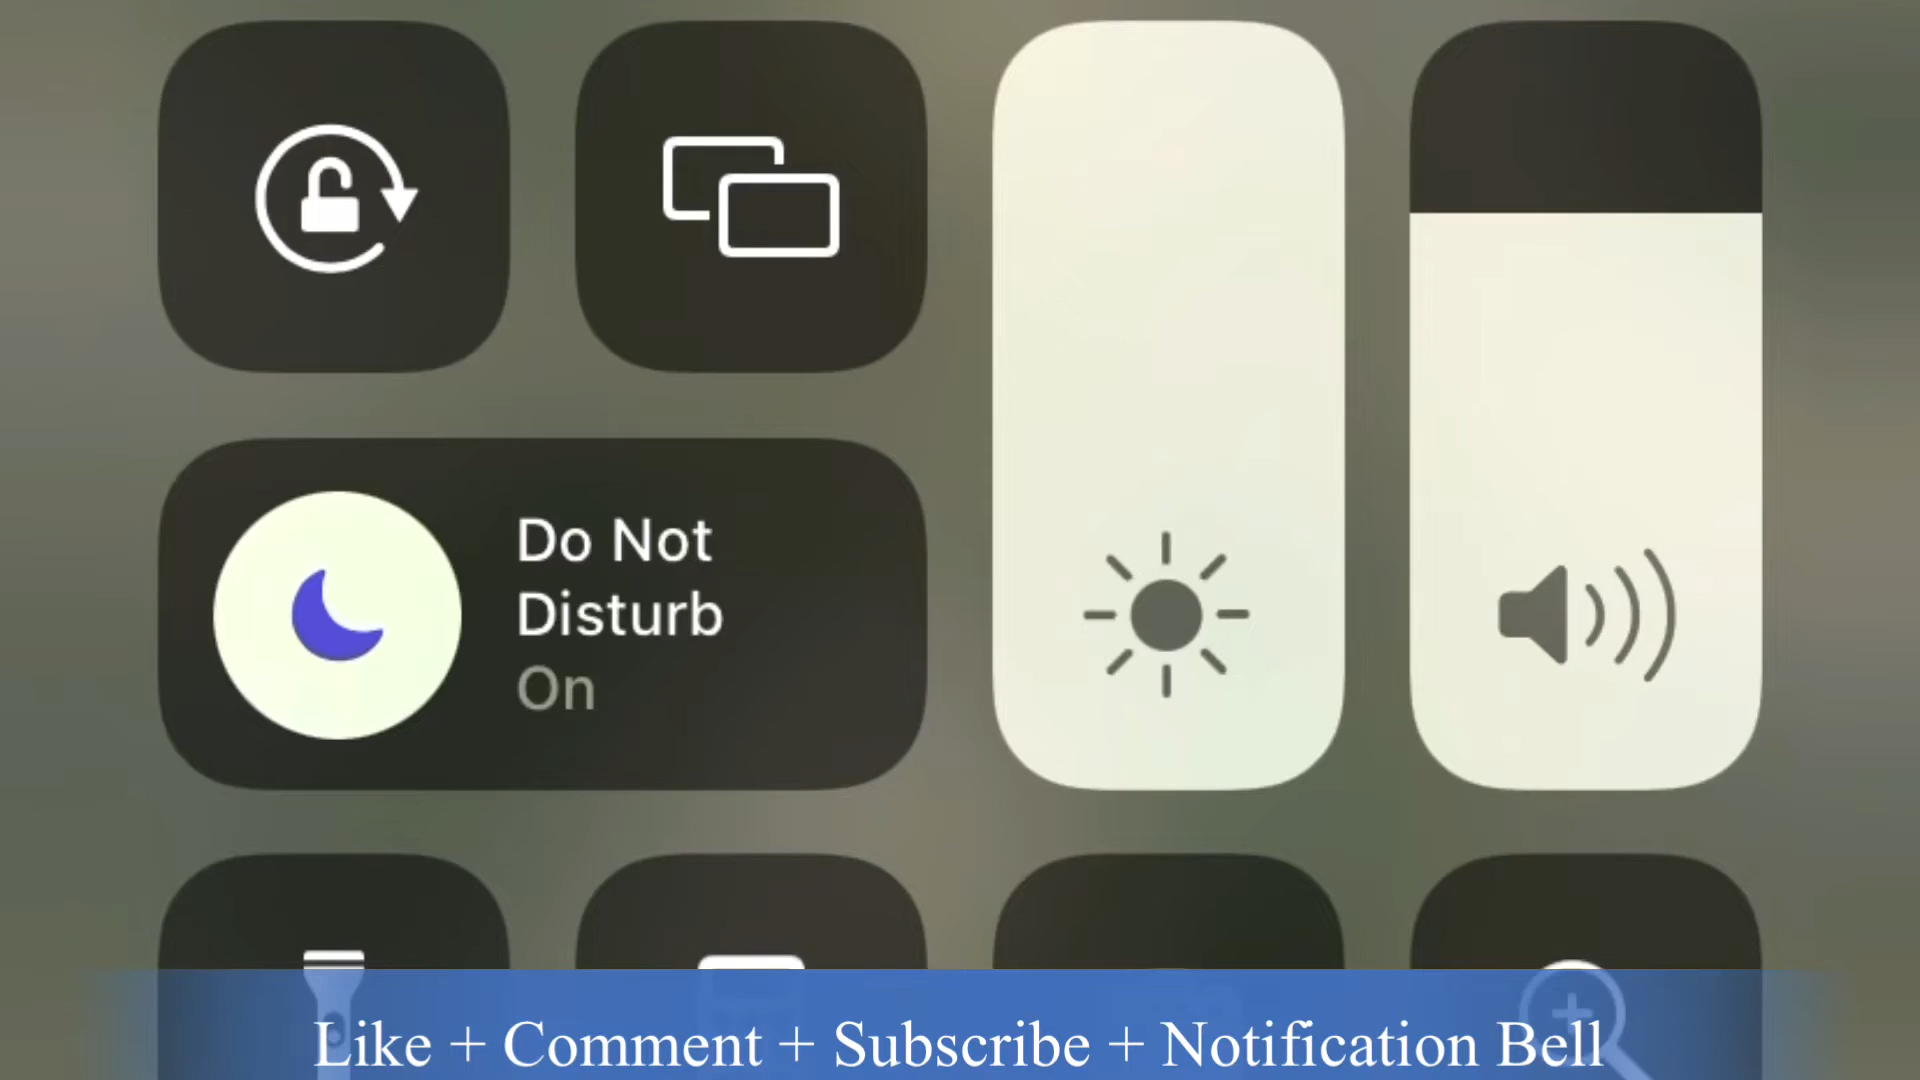 Do Not
Disturb
On
Like + Comment + Subscribe + Notification Bell